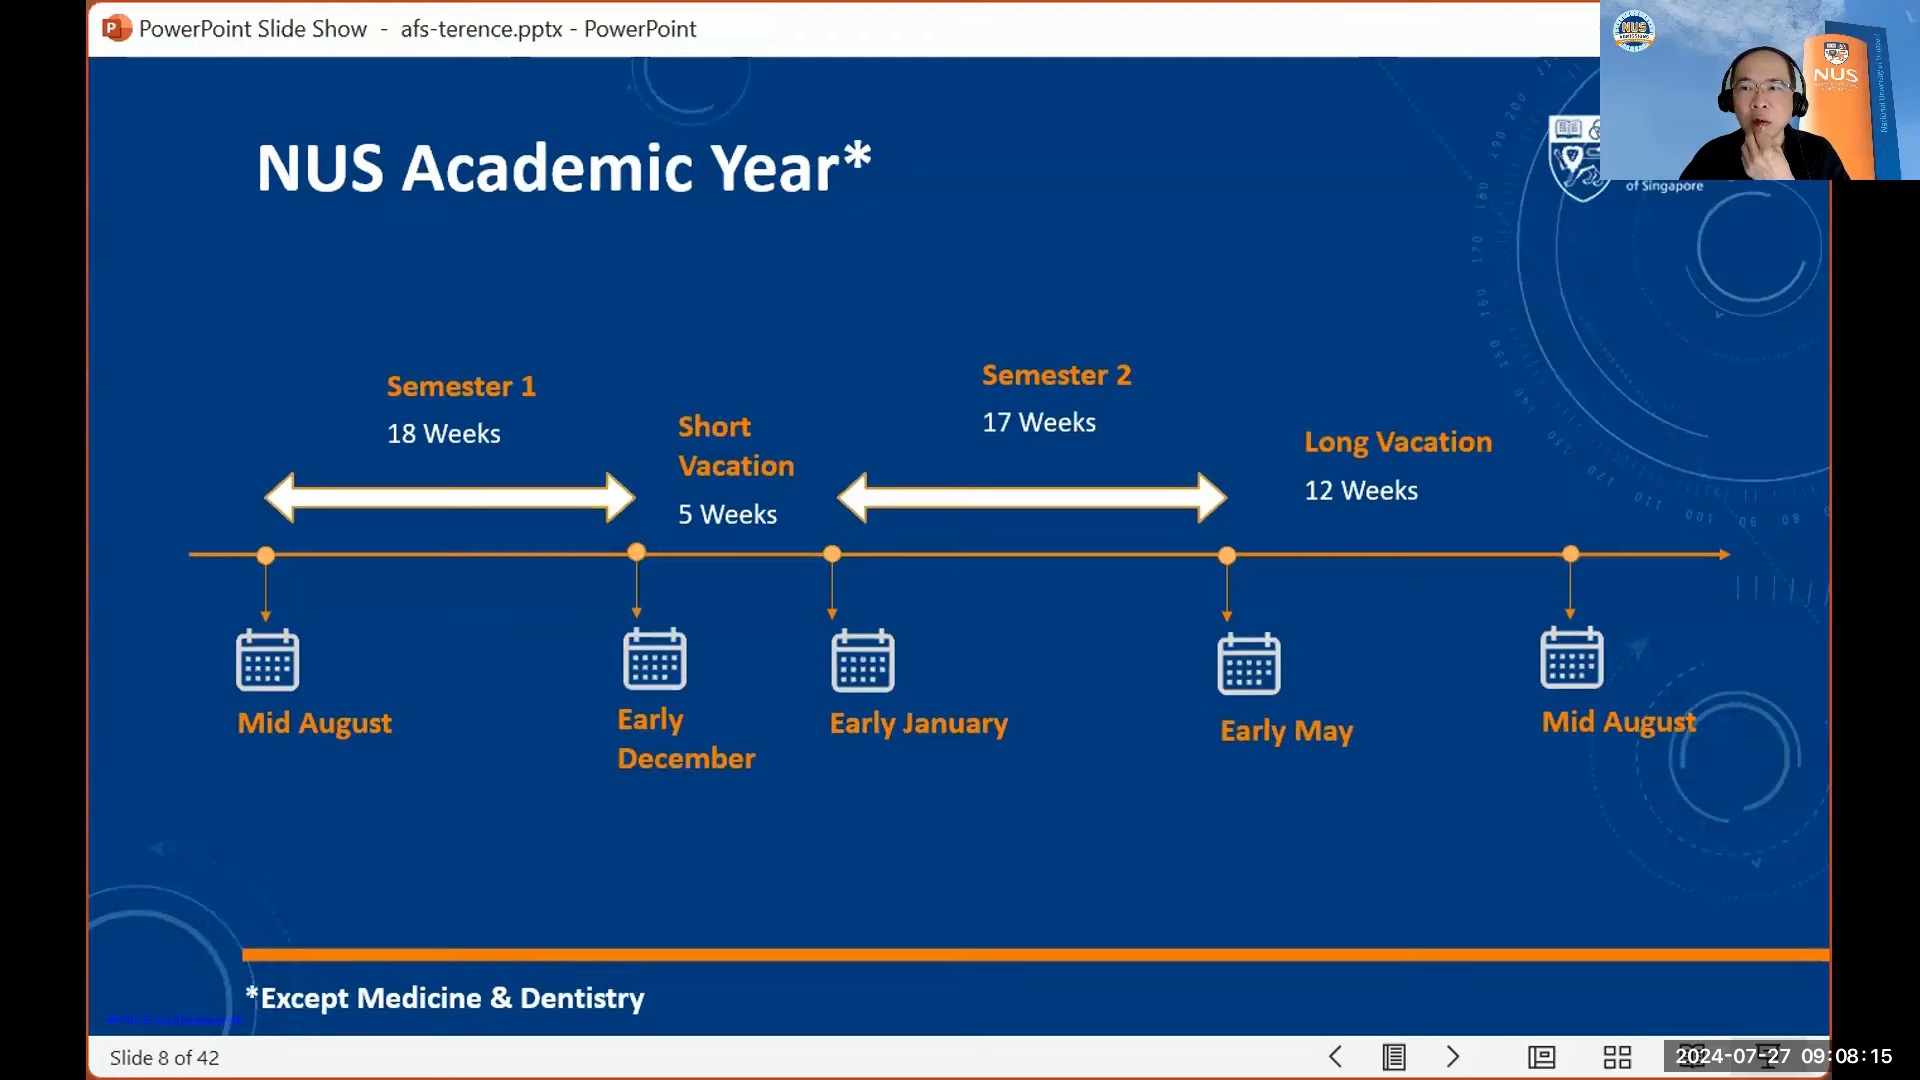 PowerPoint Slide Show - afs-terence.pptx - PowerPoint
NUS
NUS
of Singapore
NUS Academic Year*
Semester 1
18 Weeks
Short
Vacation
5 Weeks
Semester 2
17 Weeks
Long Vacation
12 Weeks
Mid August
Early
December
Early January
Early May
Mid August
*Except Medicine & Dentistry
Slide 8 of 42
2024-07-27 09:08:15